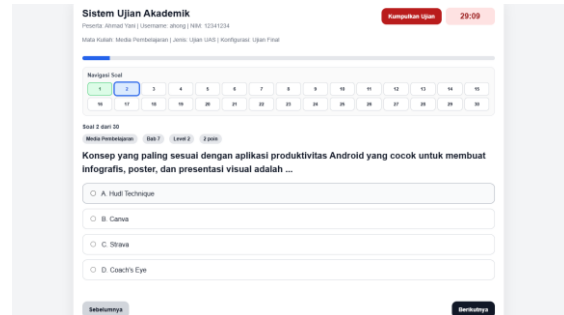 Sistem Ujian Akademik
Peserta: Ahmad Yani | Username: ahong | NIM: 12341234
Mata Kuliah: Media Pembelajaran | Jenis: Ujian UAS | Konfigurasi: Ujian Final
Kumpulkan Ujian
29:09
Navigasi Soal
1 2 3 4 5 6 7 8 9 10 11 12 13 14 15
16 17 18 19 20 21 22 23 24 25 26 27 28 29 30
Soal 2 dari 30
Media Pembelajaran Bab 7 Level 2 2 poin
Konsep yang paling sesuai dengan aplikasi produktivitas Android yang cocok untuk membuat
infografis, poster, dan presentasi visual adalah ...
A. Hudl Technique
B. Canva
C. Strava
D. Coach's Eye
Sebelumnya
Berikutnya